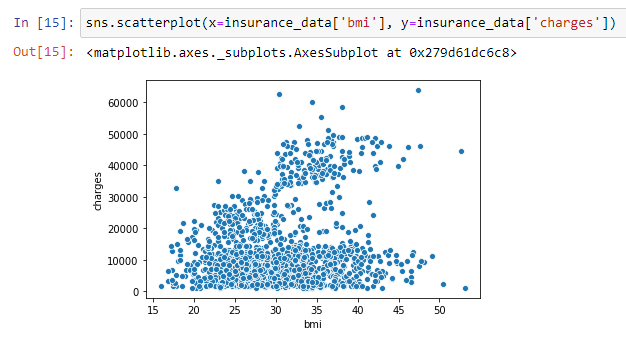 In [15]: sns.scatterplot(x=insurance_data['bmi'], y=insurance_data['charges'])
Out[15]: <matplotlib.axes._subplots.AxesSubplot at 0x279d61dc6c8>
60000
50000
40000
30000
20000
10000
0
charges
15 20 25 30 35 40 45 50
bmi